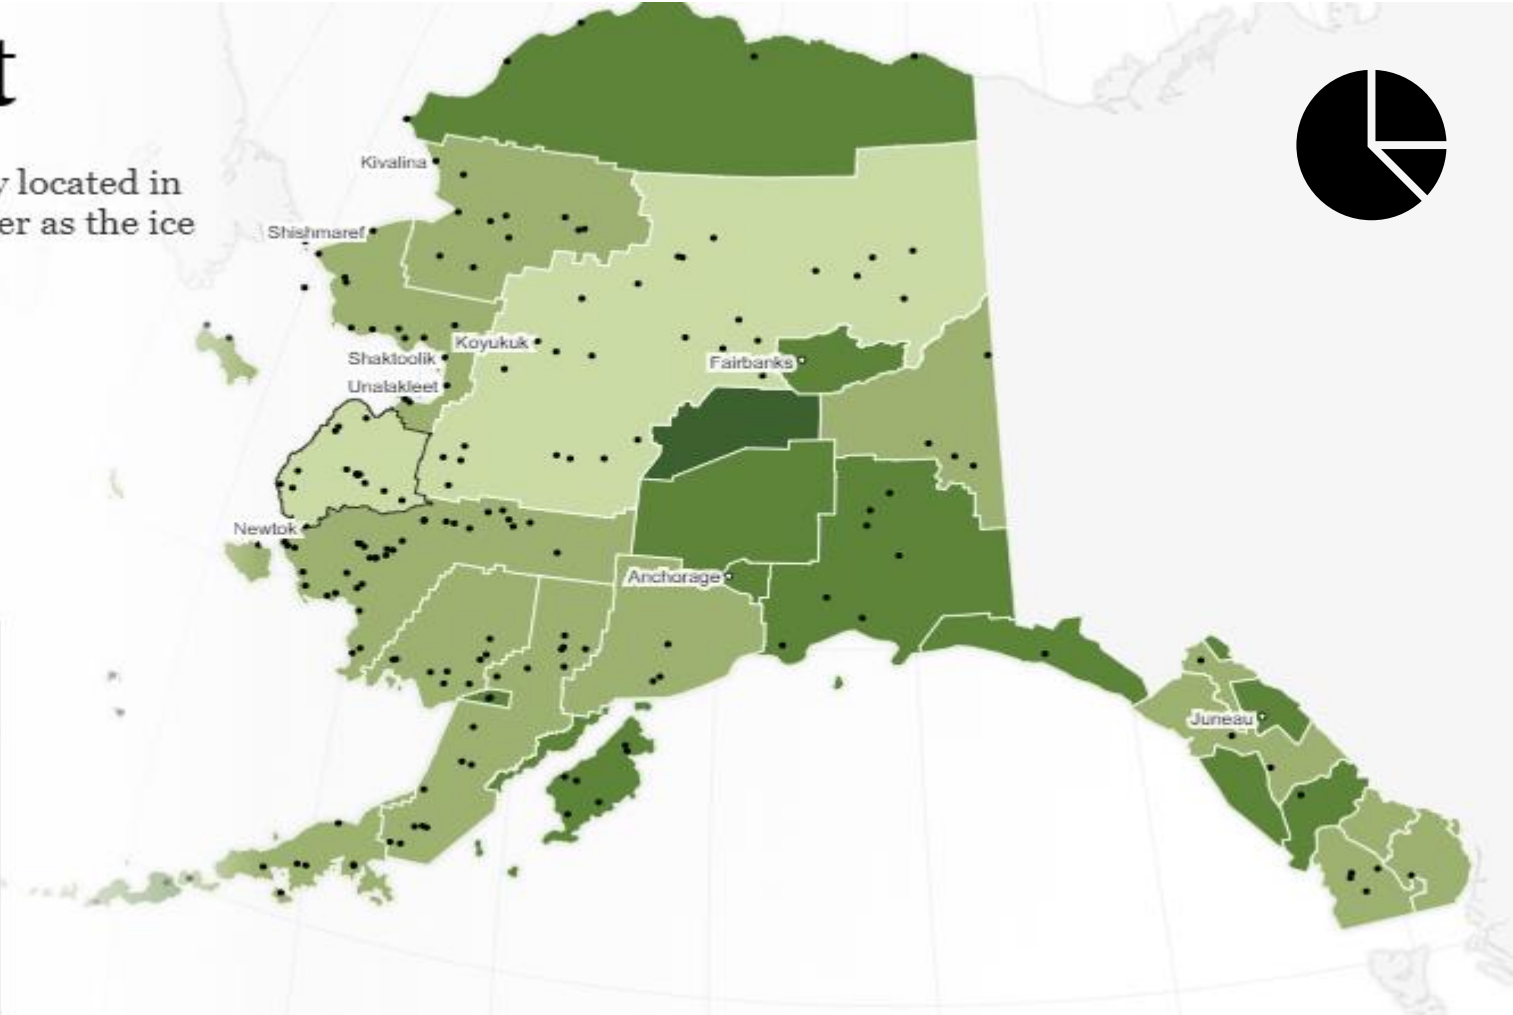 t
y located in
er as the ice
Kivalina
Shishmaref
Koyukuk
Shaktoolik
Fairbanks
Unalakleet
Newtok
Anchorage
Juneau